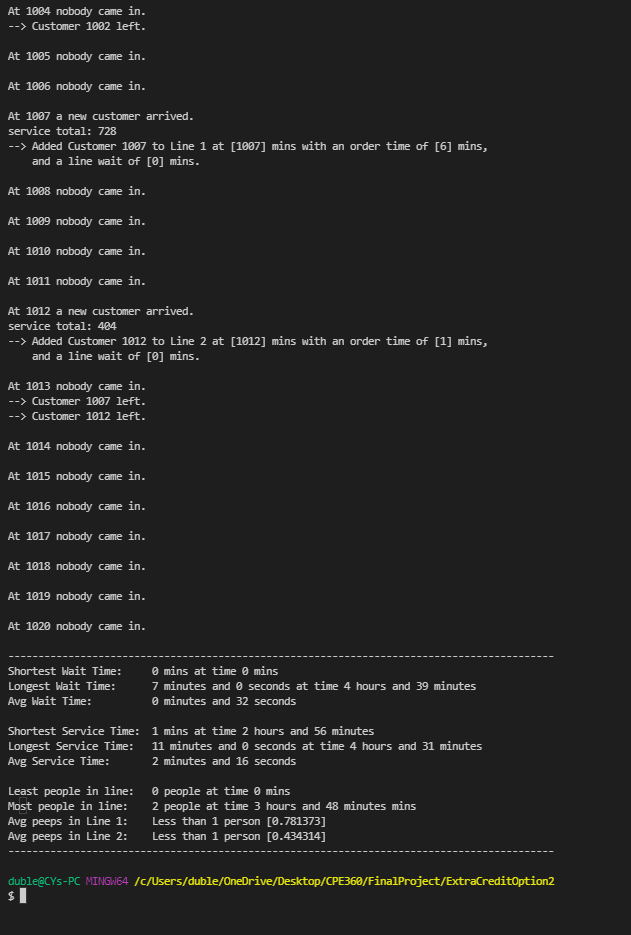 At 1004 nobody came in.
--> Customer 1002 left.
At 1005 nobody came in.
At 1006 nobody came in.
At 1007 a new customer arrived.
service total: 728
--> Added Customer 1007 to Line 1 at [1007] mins with an order time of [6] mins,
and a line wait of [0] mins.
At 1008 nobody came in.
At 1009 nobody came in.
At 1010 nobody came in.
At 1011 nobody came in.
At 1012 a new customer arrived.
service total: 404
--> Added Customer 1012 to Line 2 at [1012] mins with an order time of [1] mins,
and a line wait of [0] mins.
At 1013 nobody came in.
--> Customer 1007 left.
--> Customer 1012 left.
At 1014 nobody came in.
At 1015 nobody came in.
At 1016 nobody came in.
At 1017 nobody came in.
At 1018 nobody came in.
At 1019 nobody came in.
At 1020 nobody came in.
-------------------------------------------------------------------------------------------
Shortest Wait Time: 0 mins at time 0 mins
Longest Wait Time: 7 minutes and 0 seconds at time 4 hours and 39 minutes
Avg Wait Time: 0 minutes and 32 seconds
Shortest Service Time: 1 mins at time 2 hours and 56 minutes
Longest Service Time: 11 minutes and 0 seconds at time 4 hours and 31 minutes
Avg Service Time: 2 minutes and 16 seconds
Least people in line: 0 people at time 0 mins
Most people in line: 2 people at time 3 hours and 48 minutes mins
Avg peeps in Line 1: Less than 1 person [0.781373]
Avg peeps in Line 2: Less than 1 person [0.434314]
-------------------------------------------------------------------------------------------
duble@CYs-PC MINGW64 /c/Users/duble/OneDrive/Desktop/CPE360/FinalProject/ExtraCreditOption2
$